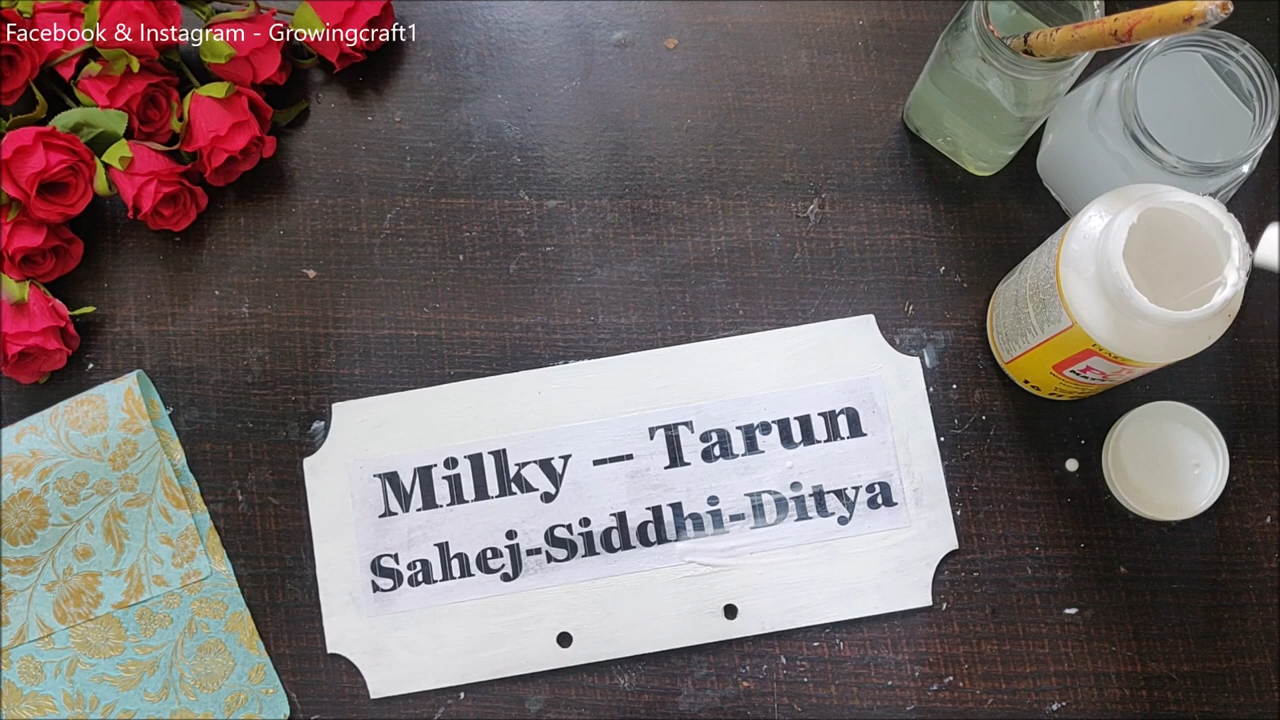 Facebook & Instagram - Growingcraft1
Milky – Tarun
Sahej-Siddhi-Ditya